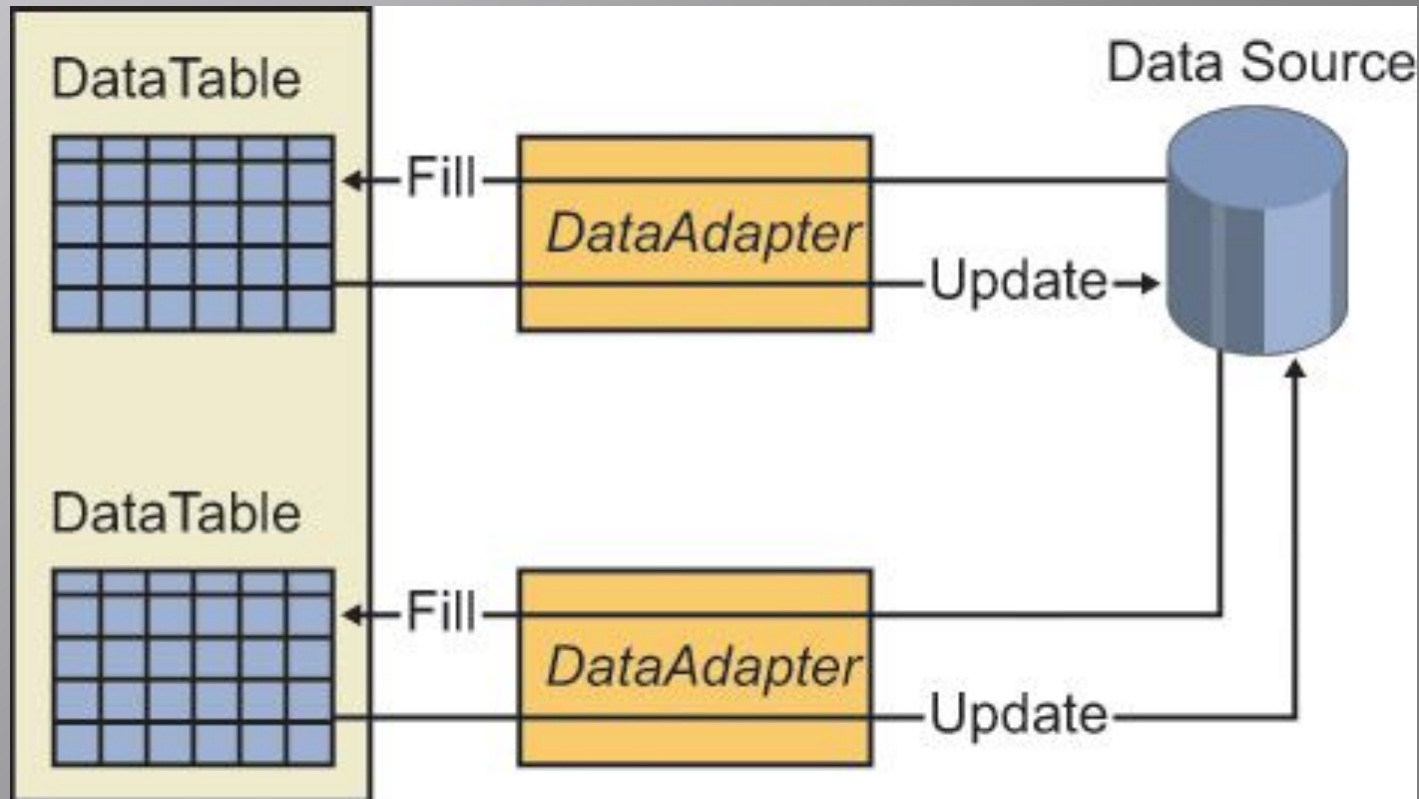 DataTable
Data Source
Fill
DataAdapter
Update
DataTable
Fill
DataAdapter
Update